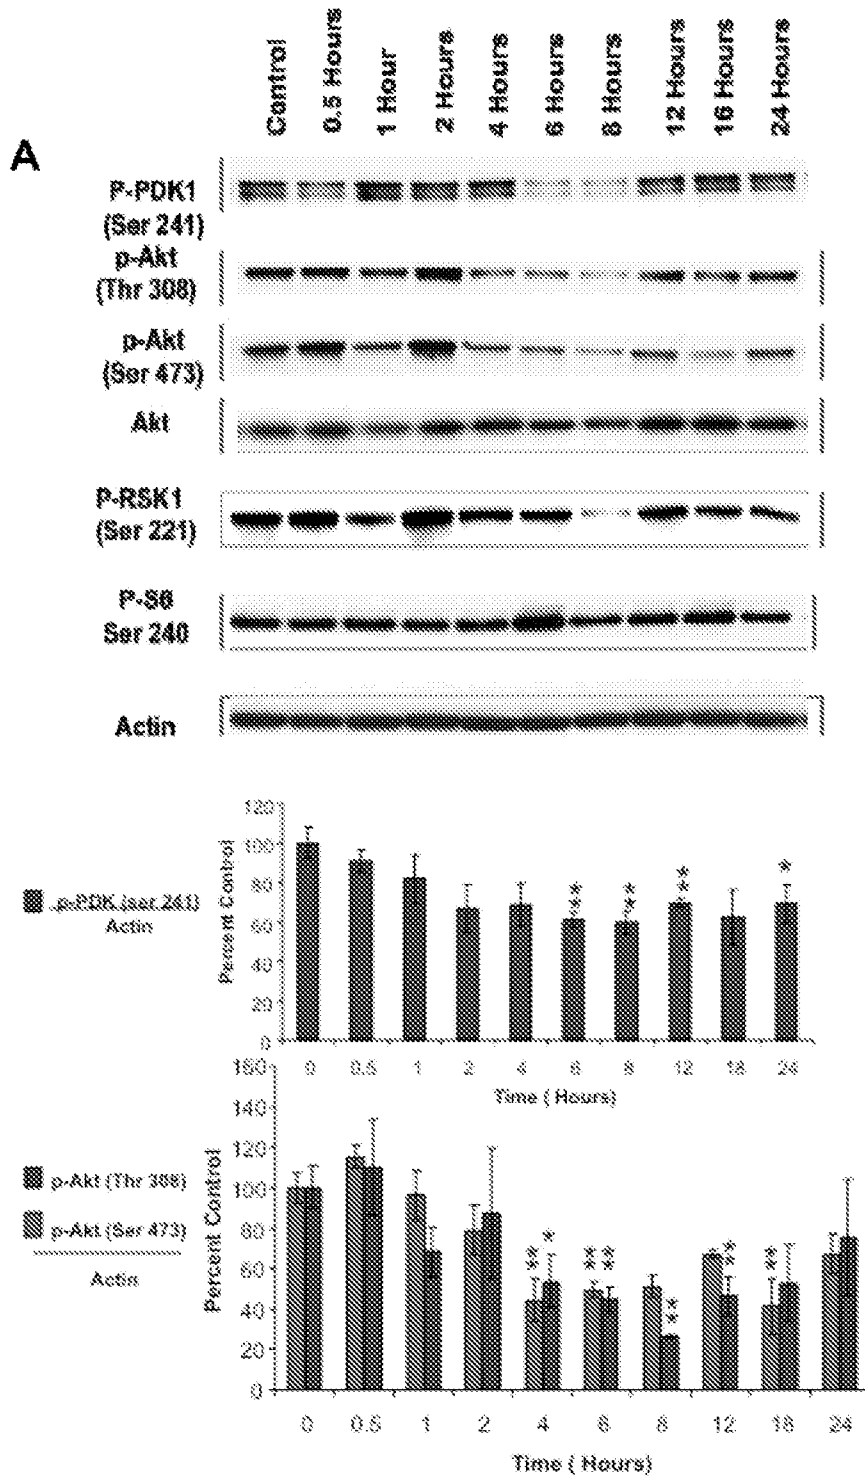 Control
0.5 Hours
1 Hour
2 Hours
4 Hours
6 Hours
8 Hours
12 Hours
16 Hours
24 Hours
A
P-PDK1
(Ser 241)
p-Akt
(Thr 308)
p-Akt
(Ser 473)
Akt
P-RSK1
(Ser 221)
P-S6
Ser 240
Actin
p-PDK (ser 241)
Actin
Percent Control
120
100
80
60
40
20
0
** ** ** *
0 0.5 1 2 4 6 8 12 16 24
Time ( Hours)
p-Akt (Thr 308)
p-Akt (Ser 473)
Actin
Percent Control
160
140
120
100
80
60
40
20
0
** * ** ** ** ** **
0 0.5 1 2 4 6 8 12 16 24
Time ( Hours)